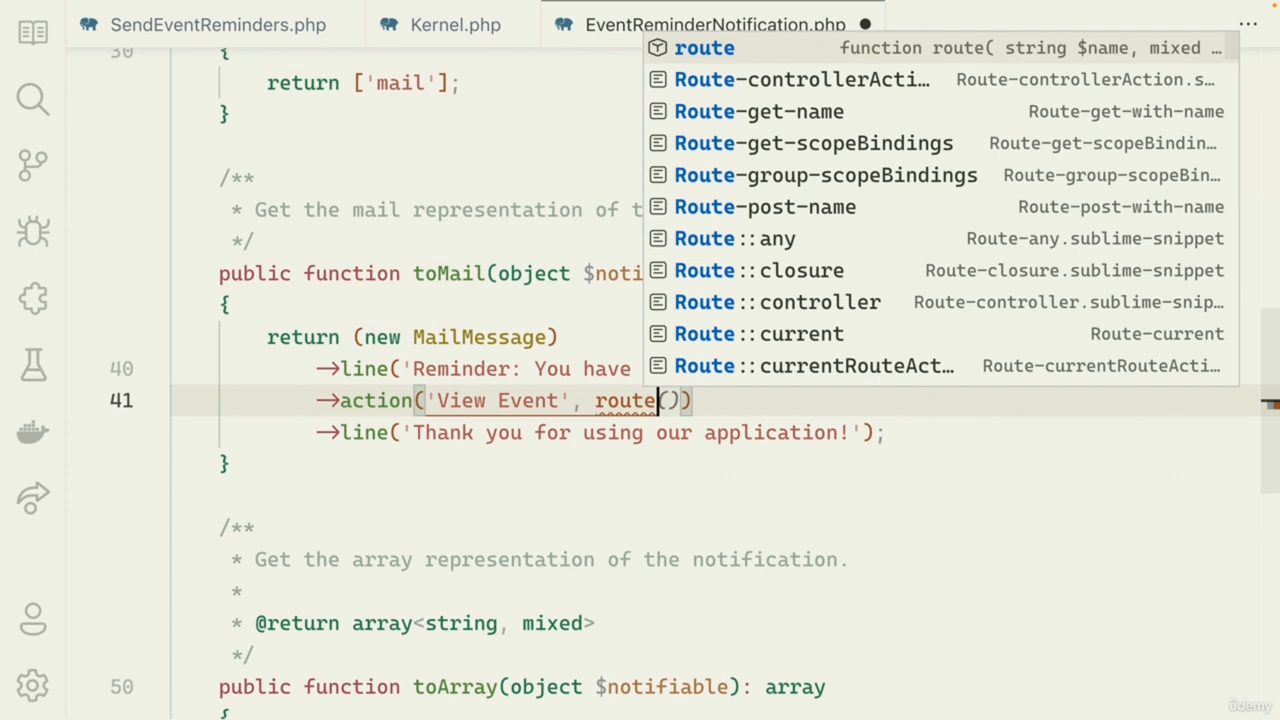 SendEventReminders.php Kernel.php EventReminderNotification.php ...
30 {
return ['mail'];
}
/**
* Get the mail representation of t
*/
public function toMail(object $noti
{
return (new MailMessage)
40 →line('Reminder: You have
41 →action('View Event', route())
→line('Thank you for using our application!');
}
/**
* Get the array representation of the notification.
*
* @return array<string, mixed>
*/
50 public function toArray(object $notifiable): array
{
route function route( string $name, mixed …
Route-controllerActi… Route-controllerAction.s…
Route-get-name Route-get-with-name
Route-get-scopeBindings Route-get-scopeBindin…
Route-group-scopeBindings Route-group-scopeBin…
Route-post-name Route-post-with-name
Route::any Route-any.sublime-snippet
Route::closure Route-closure.sublime-snippet
Route::controller Route-controller.sublime-snip…
Route::current Route-current
Route::currentRouteAct… Route-currentRouteActi…
ûdemy